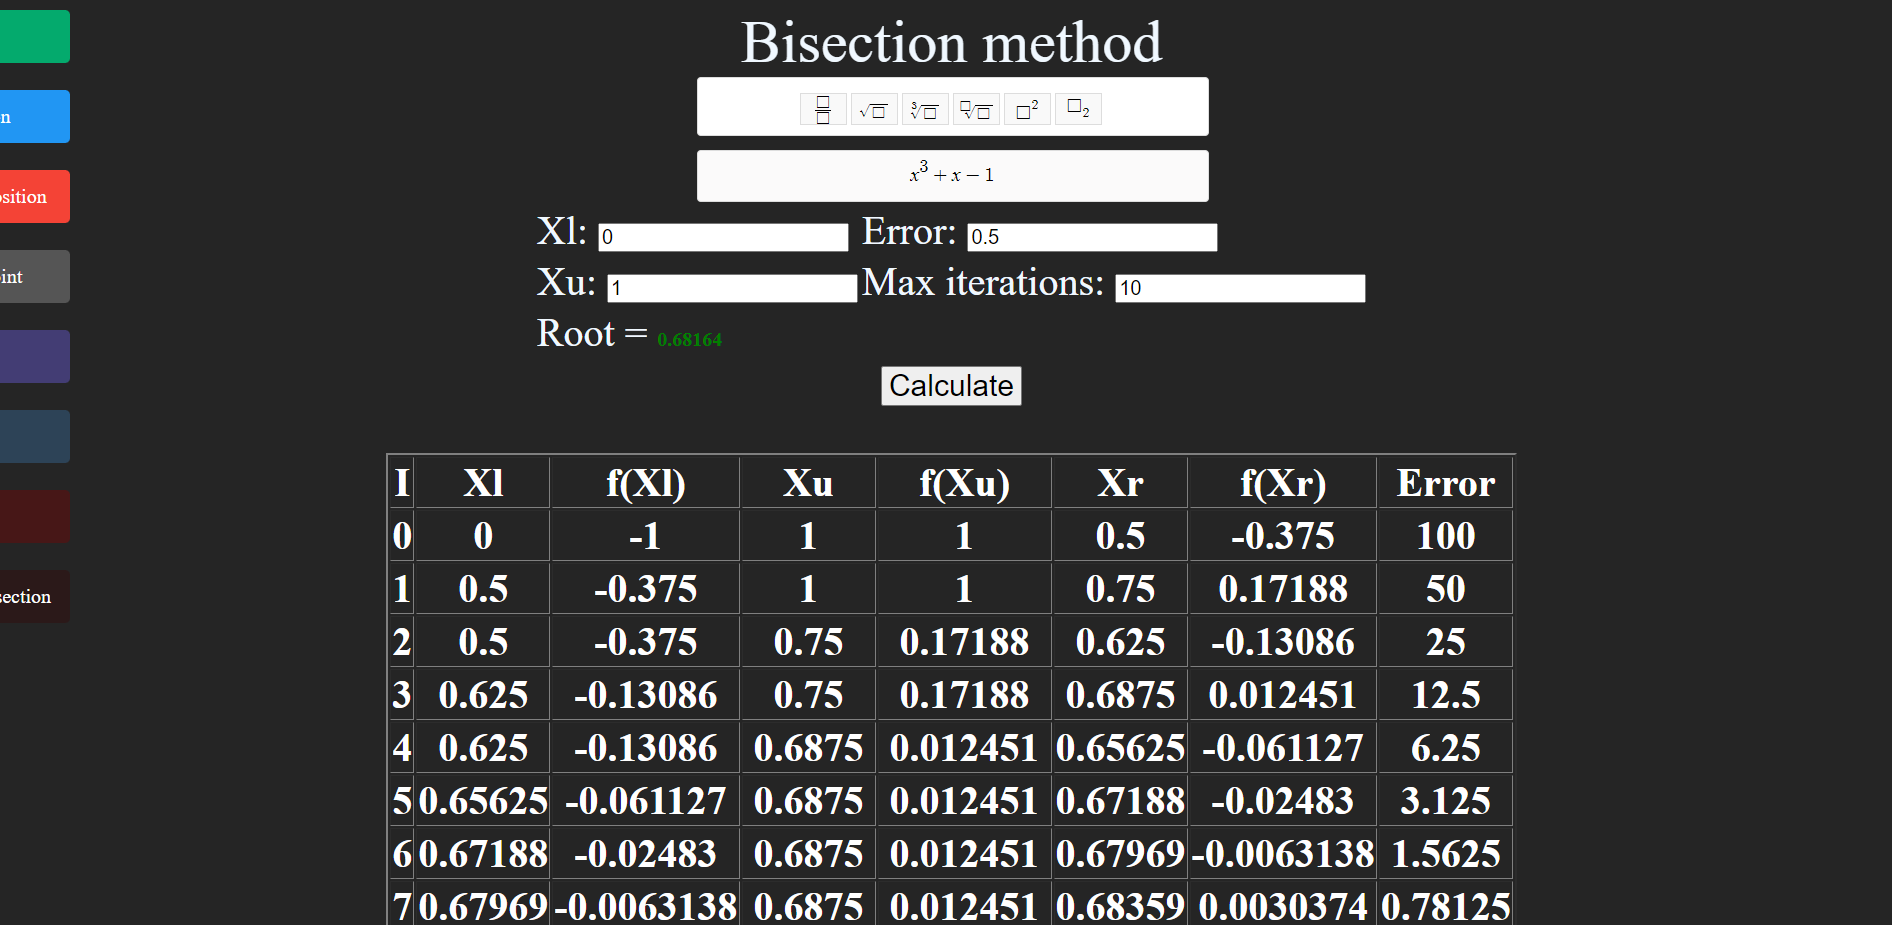 Bisection method
n
x^3 + x − 1
osition
Xl: 0 Error: 0.5
int
Xu: 1 Max iterations: 10
Root = 0.68164
Calculate
I Xl f(Xl) Xu f(Xu) Xr f(Xr) Error
0 0 -1 1 1 0.5 -0.375 100
1 0.5 -0.375 1 1 0.75 0.17188 50
section
2 0.5 -0.375 0.75 0.17188 0.625 -0.13086 25
3 0.625 -0.13086 0.75 0.17188 0.6875 0.012451 12.5
4 0.625 -0.13086 0.6875 0.012451 0.65625 -0.061127 6.25
5 0.65625 -0.061127 0.6875 0.012451 0.67188 -0.02483 3.125
6 0.67188 -0.02483 0.6875 0.012451 0.67969 -0.0063138 1.5625
7 0.67969 -0.0063138 0.6875 0.012451 0.68359 0.0030374 0.78125